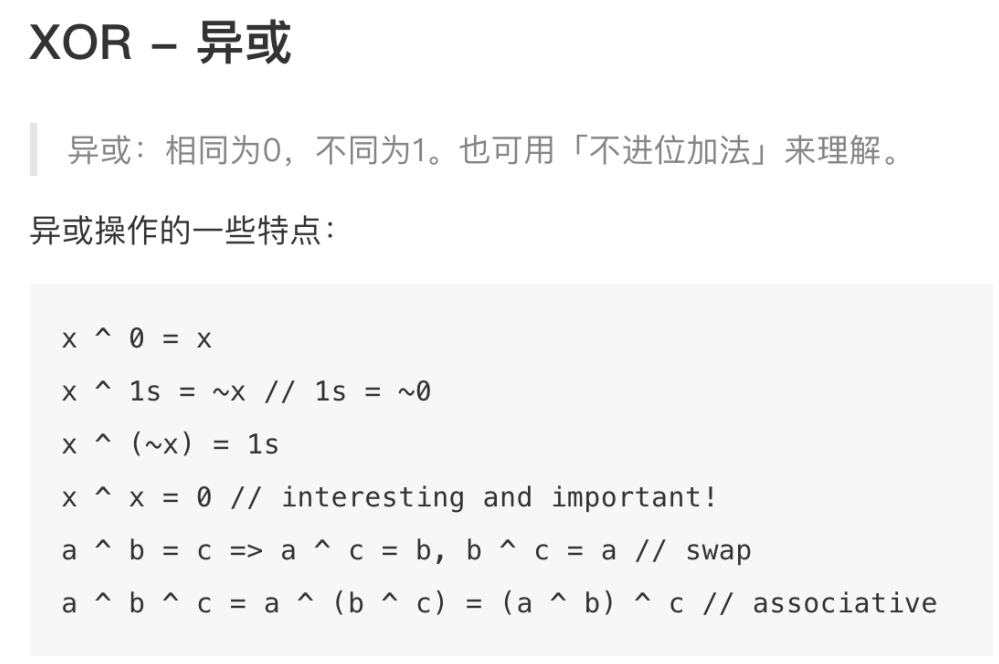 XOR – 异或
异或：相同为0，不同为1。也可用「不进位加法」来理解。
异或操作的一些特点：
x ^ 0 = x
x ^ 1s = ~x // 1s = ~0
x ^ (~x) = 1s
x ^ x = 0 // interesting and important!
a ^ b = c => a ^ c = b, b ^ c = a // swap
a ^ b ^ c = a ^ (b ^ c) = (a ^ b) ^ c // associative